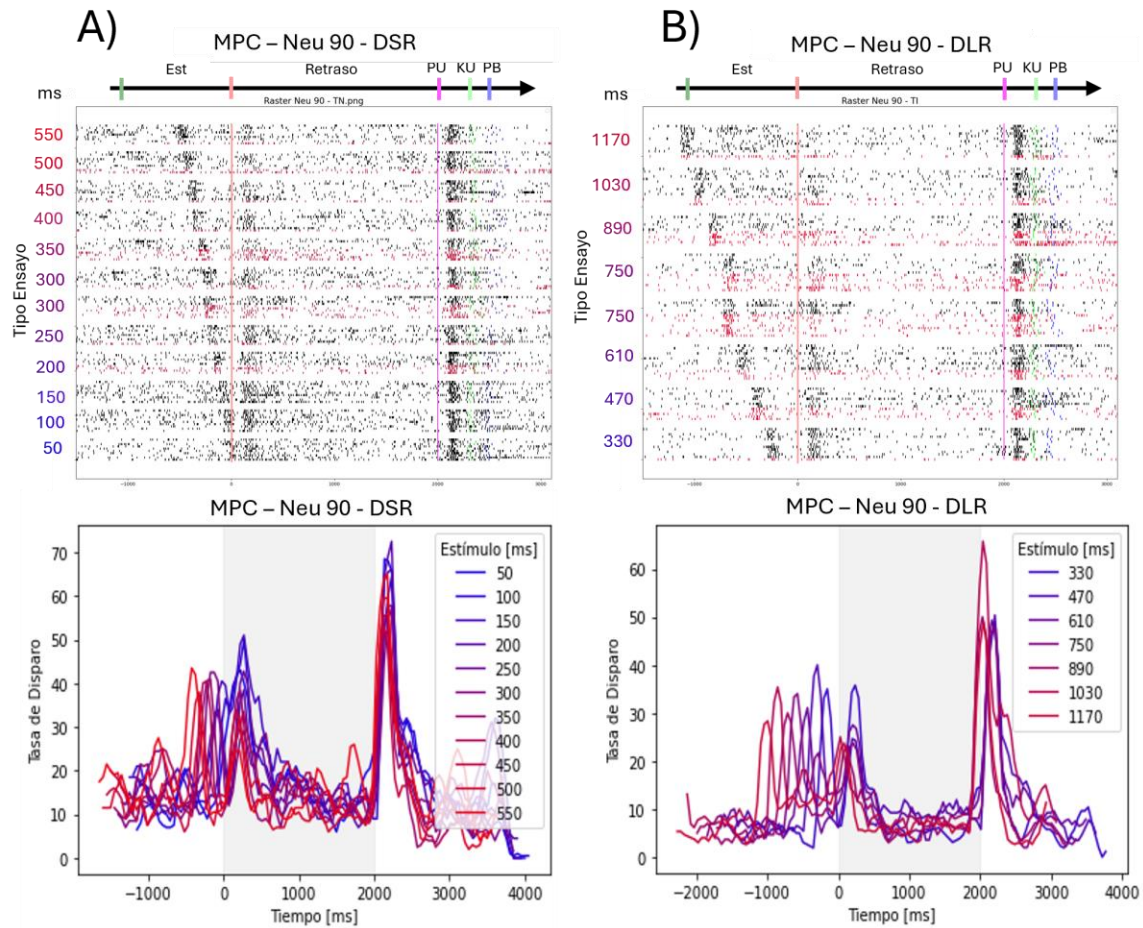 A)
MPC – Neu 90 - DSR
Est Retraso PU KU PB
ms
Raster Neu 90 - TN.png
Tipo Ensayo
550
500
450
400
350
300
300
250
200
150
100
50
-1000 0 1000 2000 3000
B)
MPC – Neu 90 - DLR
Est Retraso PU KU PB
ms
Raster Neu 90 - TI
Tipo Ensayo
1170
1030
890
750
750
610
470
330
-1000 0 1000 2000 3000
MPC – Neu 90 - DSR
Tasa de Disparo
70
60
50
40
30
20
10
0
Estímulo [ms]
50
100
150
200
250
300
350
400
450
500
550
−1000 0 1000 2000 3000 4000
Tiempo [ms]
MPC – Neu 90 - DLR
Tasa de Disparo
60
50
40
30
20
10
0
Estímulo [ms]
330
470
610
750
890
1030
1170
−2000 −1000 0 1000 2000 3000 4000
Tiempo [ms]